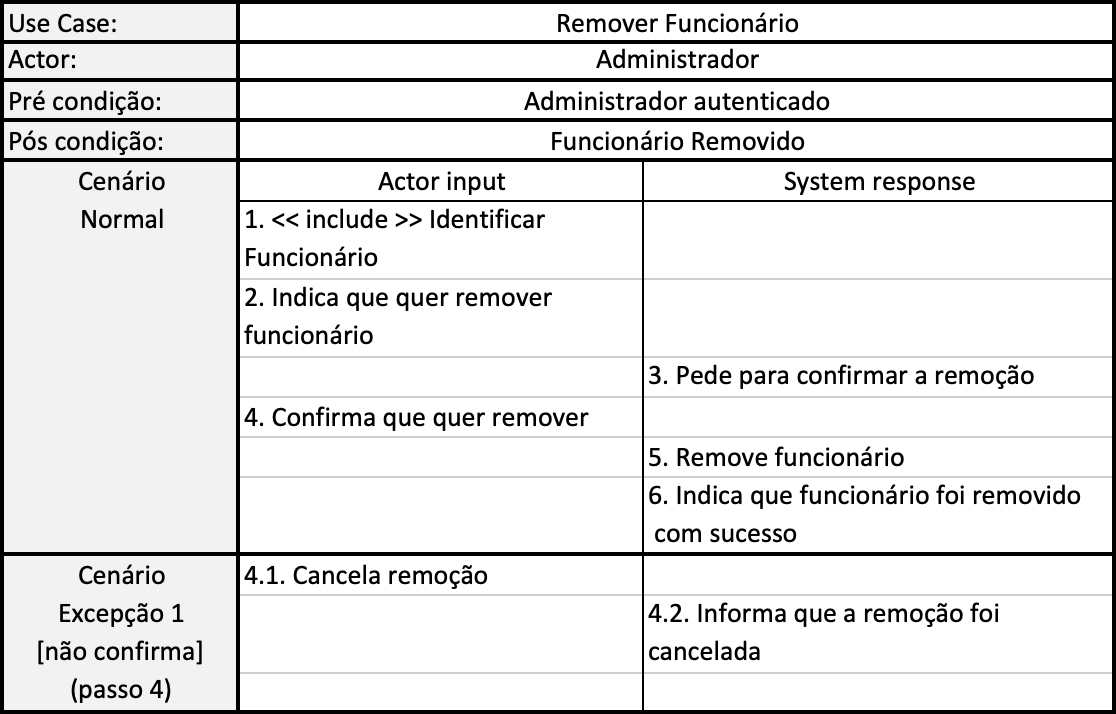 Use Case:
Remover Funcionário
Actor:
Administrador
Pré condição:
Administrador autenticado
Pós condição:
Funcionário Removido
Cenário
Normal
Actor input
System response
1. << include >> Identificar
Funcionário
2. Indica que quer remover
funcionário
3. Pede para confirmar a remoção
4. Confirma que quer remover
5. Remove funcionário
6. Indica que funcionário foi removido
com sucesso
Cenário
Excepção 1
[não confirma]
(passo 4)
4.1. Cancela remoção
4.2. Informa que a remoção foi
cancelada